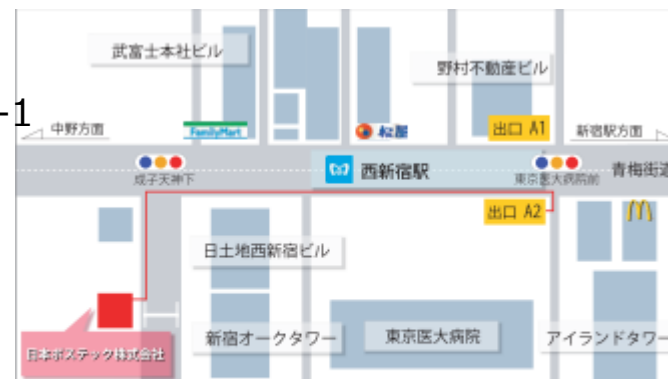 武富士本社ビル
野村不動産ビル
-1
中野方面
FamilyMart
松屋
出口 A1
新宿駅方面
成子天神下
西新宿駅
東京医大病院前
青梅街道
出口 A2
日土地西新宿ビル
新宿オークタワー
東京医大病院
アイランドタワー
日本ポステック株式会社